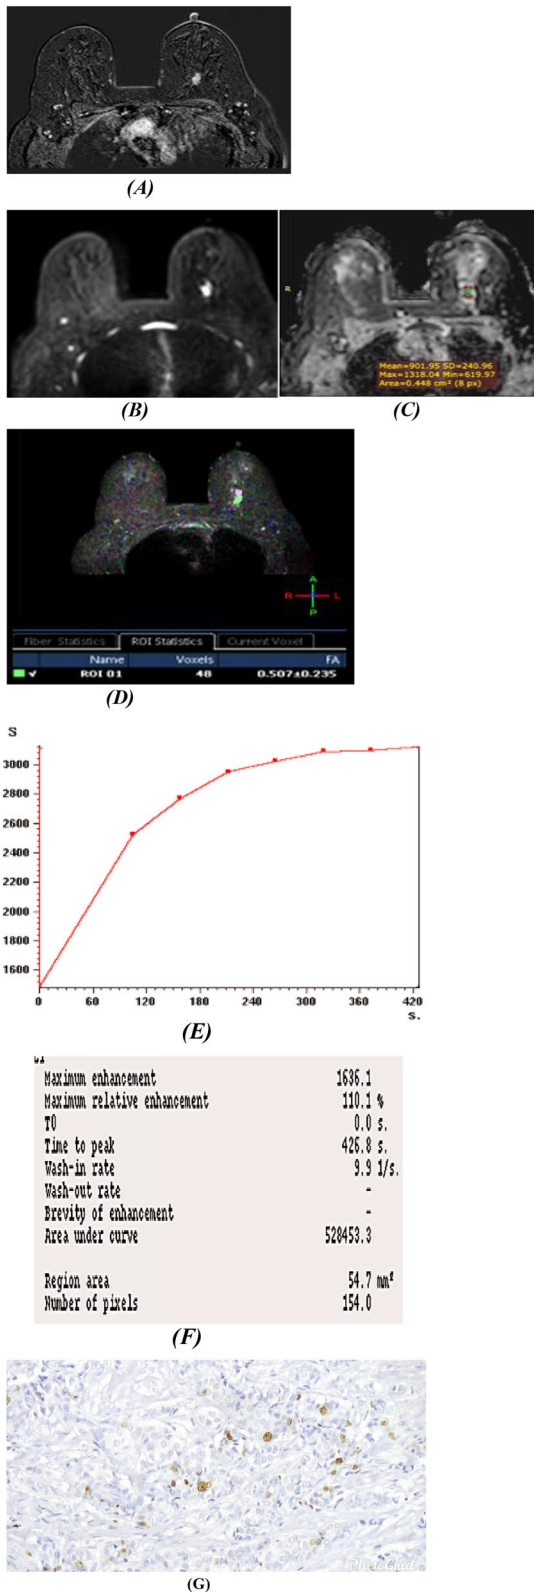 (A)
R
Mean=901.95 SD=240.96
Max=1318.04 Min=619.97
Area=0.448 cm² (8 px)
(B)
(C)
A
R L
P
Fiber Statistics ROI Statistics Current Voxel
Name Voxels FA
ROI 01 48 0.507±0.235
(D)
S
3000
2800
2600
2400
2200
2000
1800
1600
0 60 120 180 240 300 360 420
S.
(E)
Maximum enhancement 1636.1
Maximum relative enhancement 110.1 %
T0 0.0 s.
Time to peak 426.8 s.
Wash-in rate 9.9 1/s.
Wash-out rate -
Brevity of enhancement -
Area under curve 528453.3
Region area 54.7 mm²
Number of pixels 154.0
(F)
(G)